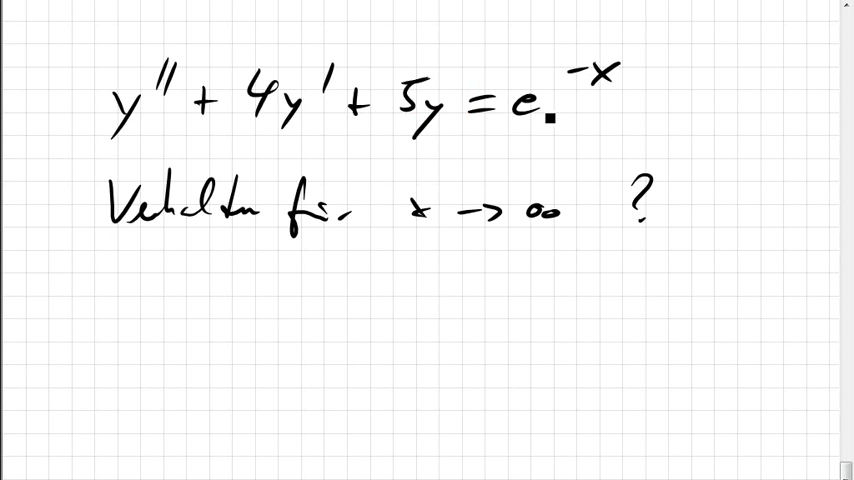 y'' + 4y' + 5y = e^{-x}
Verhalten für x → ∞ ?